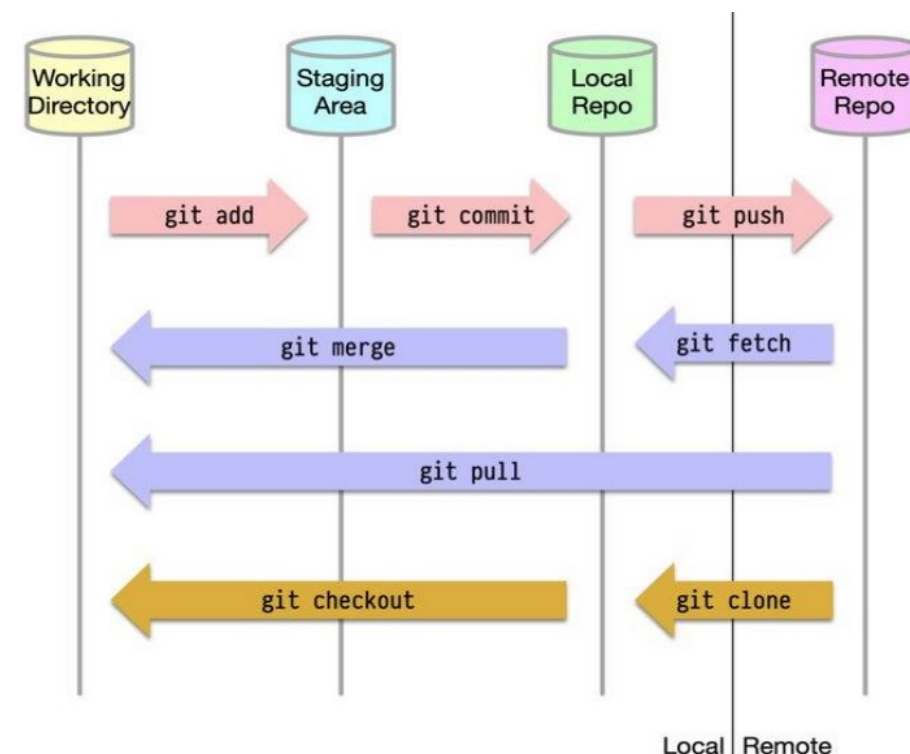 Working
Directory
Staging
Area
Local
Repo
Remote
Repo
git add
git commit
git push
git merge
git fetch
git pull
git checkout
git clone
Local
Remote